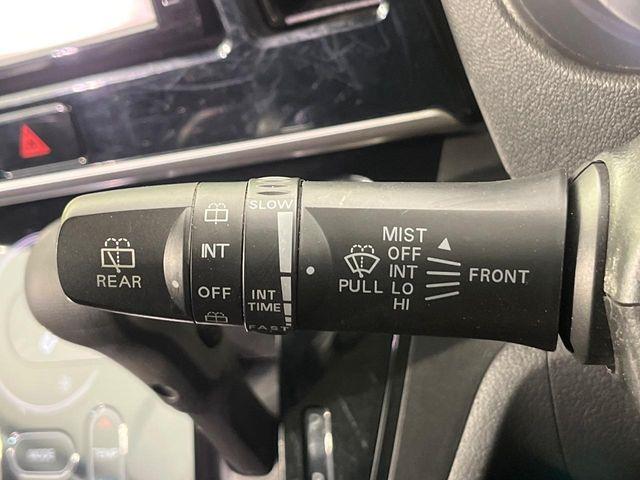 REAR
INT
OFF
SLOW
INT
TIME
FAST
PULL
MIST
OFF
INT
LO
HI
FRONT